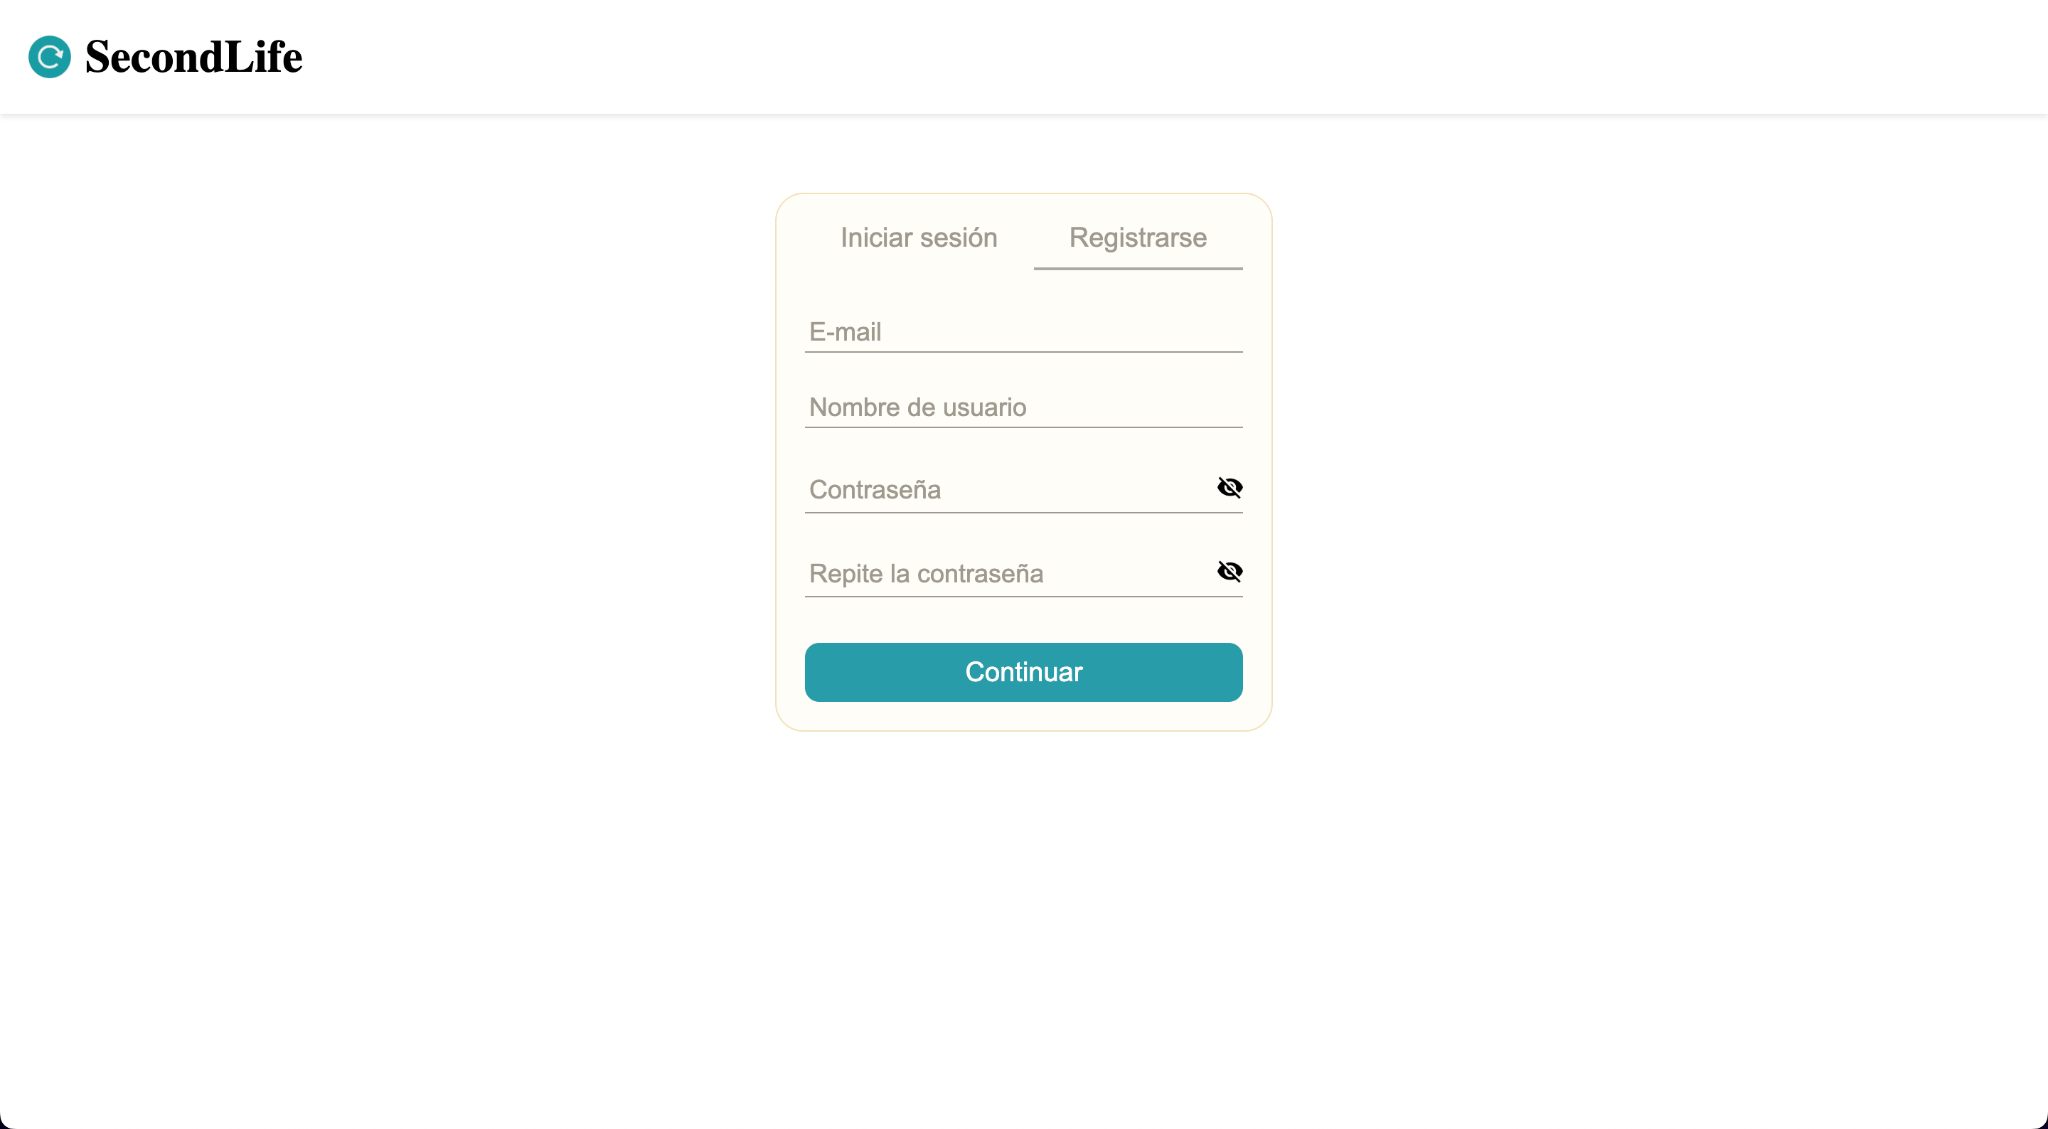 SecondLife
Iniciar sesión Registrarse
E-mail
Nombre de usuario
Contraseña
Repite la contraseña
Continuar